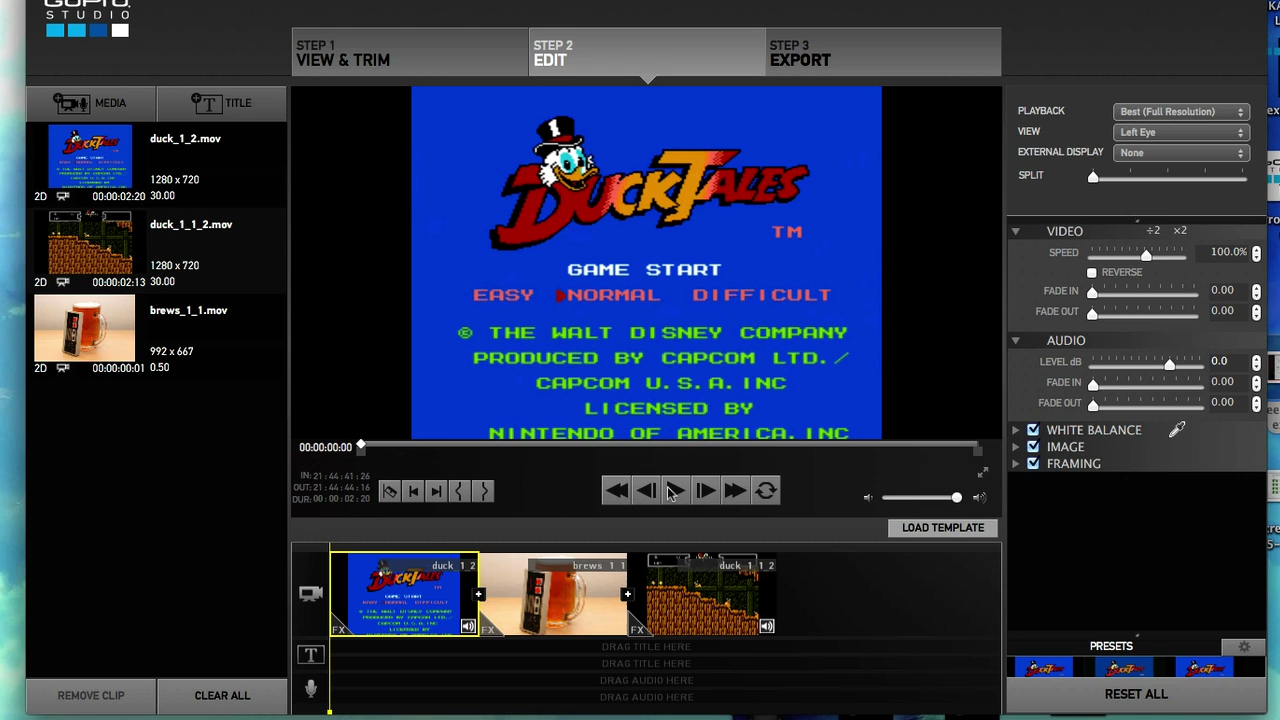 GoPro
STUDIO
STEP 1
VIEW & TRIM
STEP 2
EDIT
STEP 3
EXPORT
MEDIA
TITLE
duck_1_2.mov
1280 x 720
2D 00:00:02:20 30.00
duck_1_1_2.mov
1280 x 720
2D 00:00:02:13 30.00
brews_1_1.mov
992 x 667
2D 00:00:00:01 0.50
REMOVE CLIP
CLEAR ALL
DUCKTALES
TM
GAME START
EASY NORMAL DIFFICULT
© THE WALT DISNEY COMPANY
PRODUCED BY CAPCOM LTD./
CAPCOM U.S.A. INC
LICENSED BY
NINTENDO OF AMERICA, INC
00:00:00:00
IN: 21:44:41:26
OUT: 21:44:44:16
DUR: 00:00:02:20
LOAD TEMPLATE
duck 1 2
brews 1 1
duck 1 1 2
FX
FX
FX
T
DRAG TITLE HERE
DRAG TITLE HERE
DRAG AUDIO HERE
DRAG AUDIO HERE
PLAYBACK Best (Full Resolution)
VIEW Left Eye
EXTERNAL DISPLAY None
SPLIT
VIDEO ÷2 x2
SPEED 100.0%
REVERSE
FADE IN 0.00
FADE OUT 0.00
AUDIO
LEVEL dB 0.0
FADE IN 0.00
FADE OUT 0.00
WHITE BALANCE
IMAGE
FRAMING
PRESETS
RESET ALL